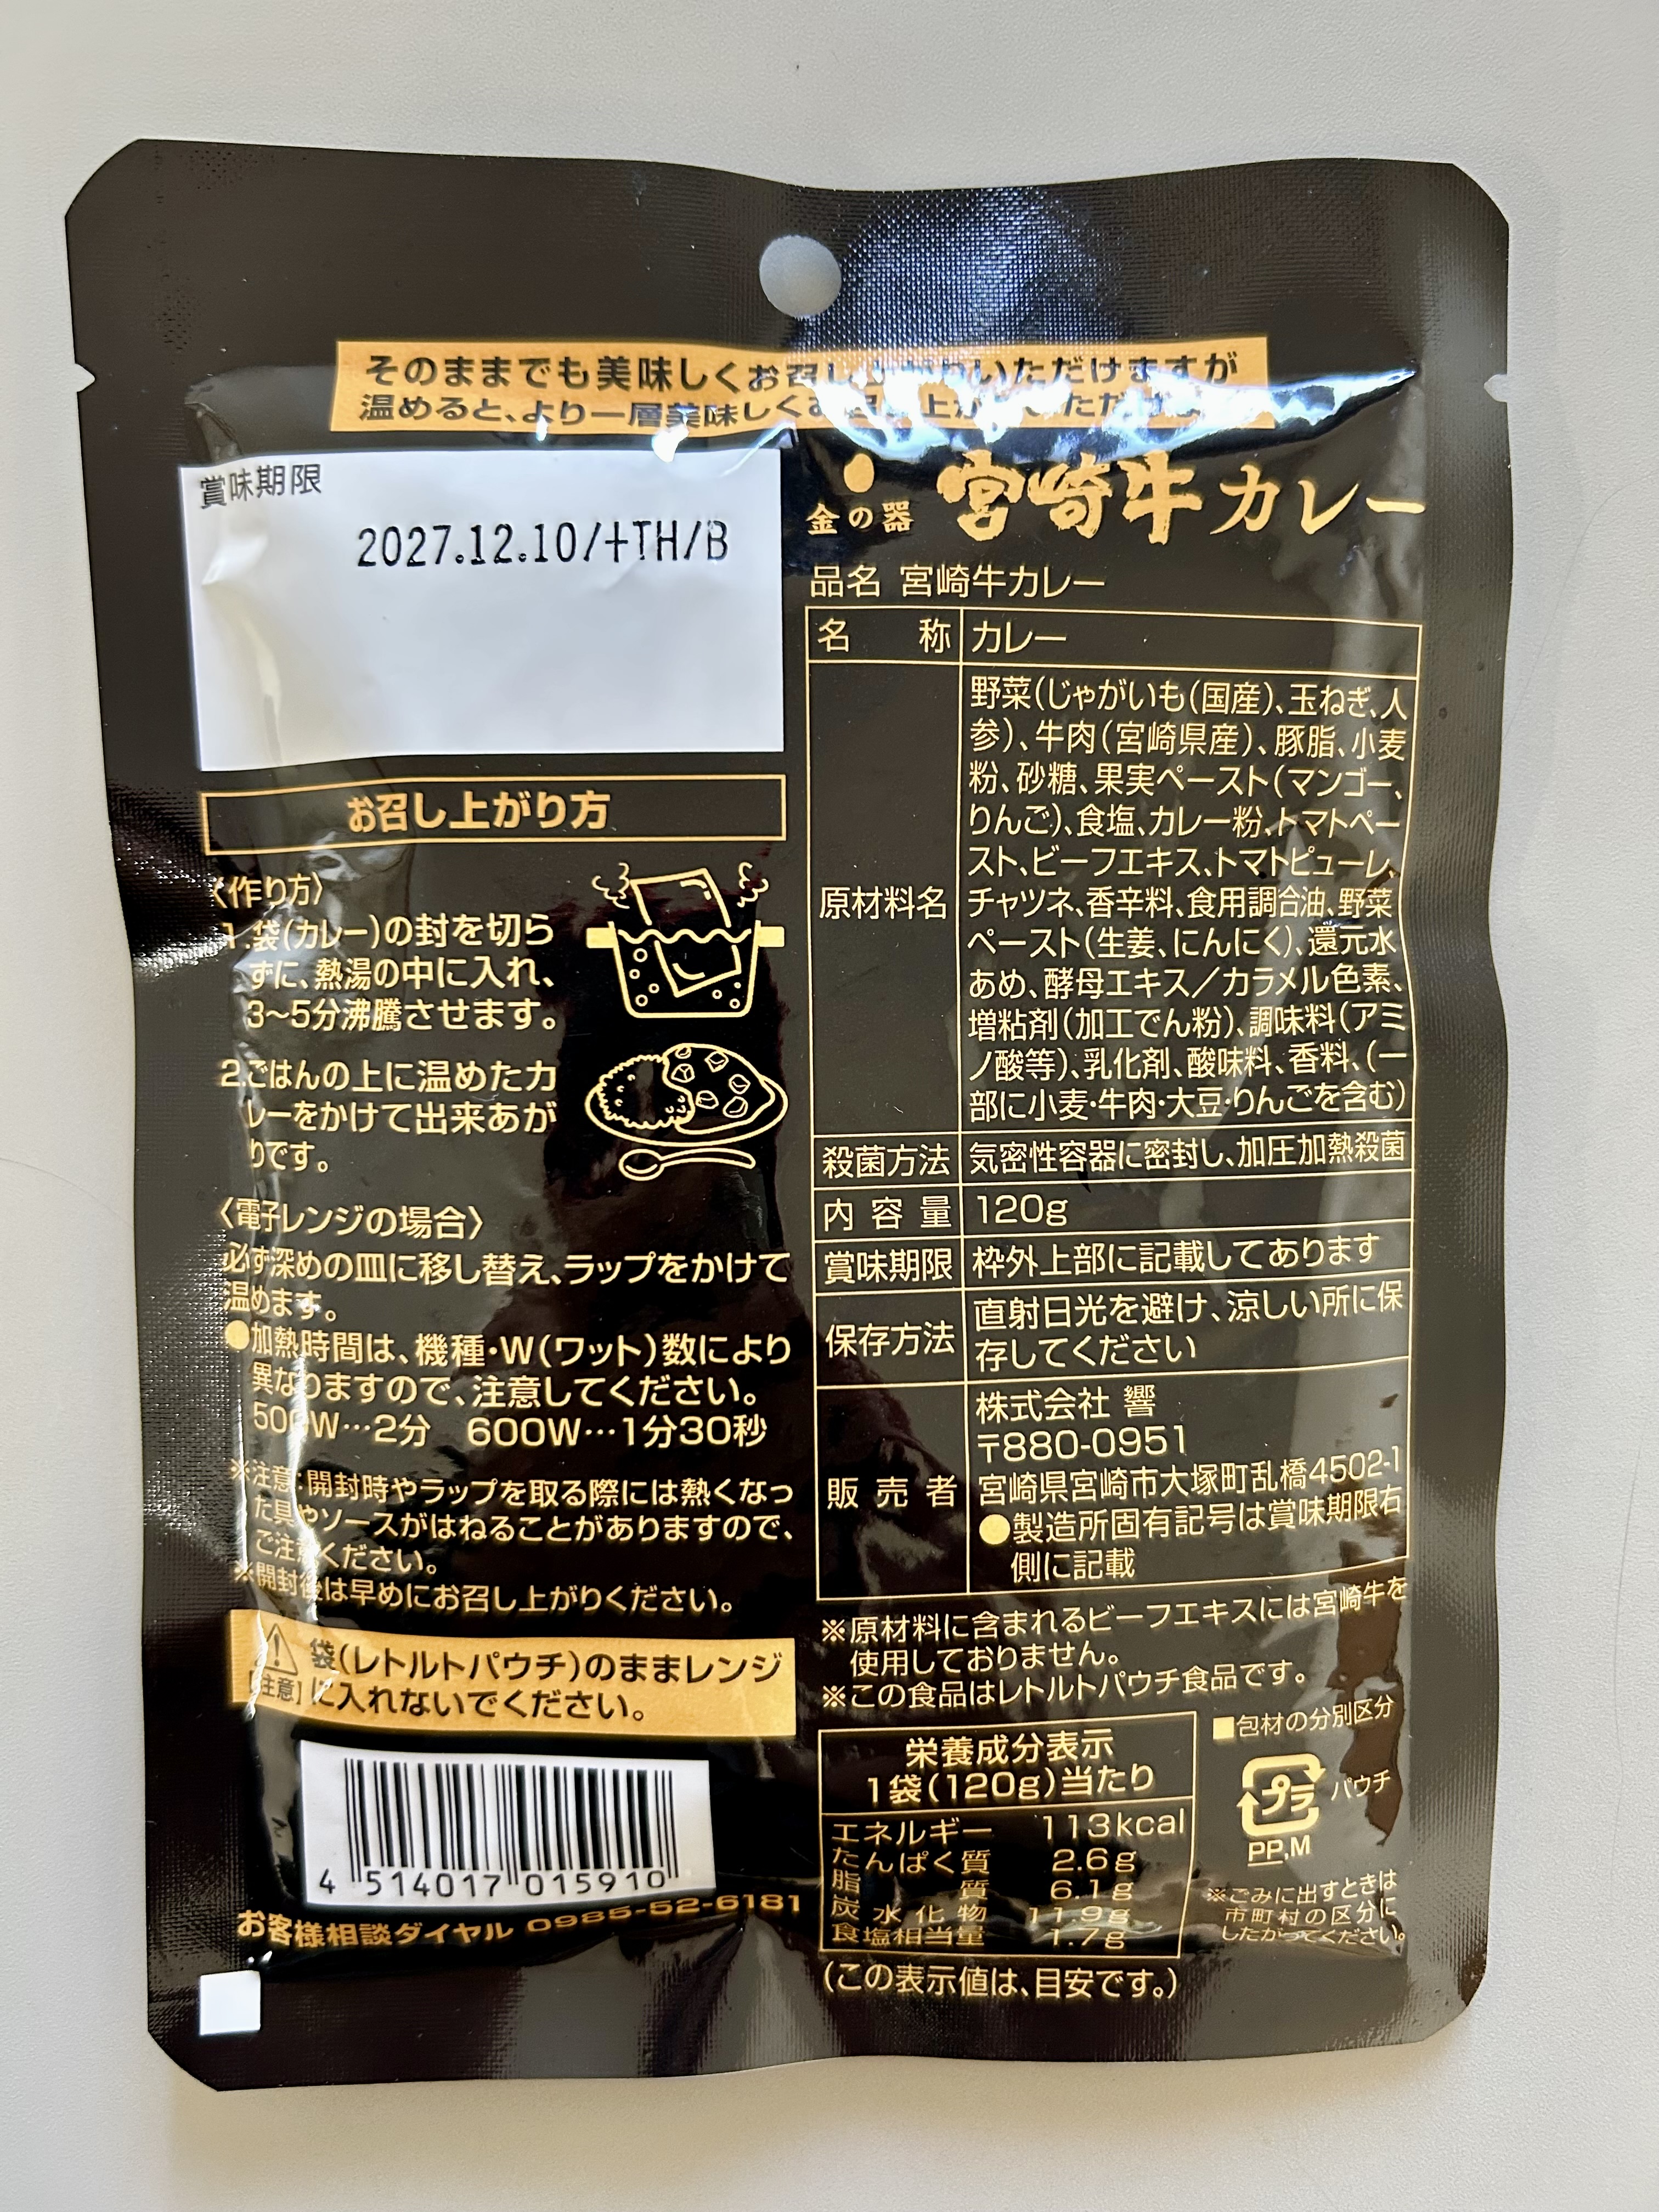 そのままでも美味しくお召し上がりいただけますが
温めると、より一層美味しくお召し上がりいただけ
賞味期限
2027.12.10/+TH/B
お召し上がり方
〈作り方〉
1.袋(カレー)の封を切ら
ずに、熱湯の中に入れ、
3〜5分沸騰させます。
2.ごはんの上に温めたカ
レーをかけて出来あが
りです。
〈電子レンジの場合〉
必ず深めの皿に移し替え、ラップをかけて
温めます。
●加熱時間は、機種・W(ワット)数により
異なりますので、注意してください。
500W…2分 600W…1分30秒
※注意:開封時やラップを取る際には熱くなっ
た具やソースがはねることがありますので、
ご注意ください。
※開封後は早めにお召し上がりください。
袋(レトルトパウチ)のままレンジ
[注意] に入れないでください。
4 514017 015910
お客様相談ダイヤル 0985-52-6181
金の器 宮崎牛カレー
品名 宮崎牛カレー
名称 カレー
原材料名 野菜(じゃがいも(国産)、玉ねぎ、人
参)、牛肉(宮崎県産)、豚脂、小麦
粉、砂糖、果実ペースト(マンゴー、
りんご)、食塩、カレー粉、トマトペー
スト、ビーフエキス、トマトピューレ、
チャツネ、香辛料、食用調合油、野菜
ペースト(生姜、にんにく)、還元水
あめ、酵母エキス/カラメル色素、
増粘剤(加工でん粉)、調味料(アミ
ノ酸等)、乳化剤、酸味料、香料、(一
部に小麦・牛肉・大豆・りんごを含む)
殺菌方法 気密性容器に密封し、加圧加熱殺菌
内容量 120g
賞味期限 枠外上部に記載してあります
保存方法 直射日光を避け、涼しい所に保
存してください
販売者 株式会社 響
〒880-0951
宮崎県宮崎市大塚町乱橋4502-1
●製造所固有記号は賞味期限右
側に記載
※原材料に含まれるビーフエキスには宮崎牛を
使用しておりません。
※この食品はレトルトパウチ食品です。
栄養成分表示
1袋(120g)当たり
エネルギー 113kcal
たんぱく質 2.6g
脂質 6.1g
炭水化物 11.9g
食塩相当量 1.7g
(この表示値は、目安です。)
■包材の分別区分
プラ パウチ
PP,M
※ごみに出すときは
市町村の区分に
したがってください。